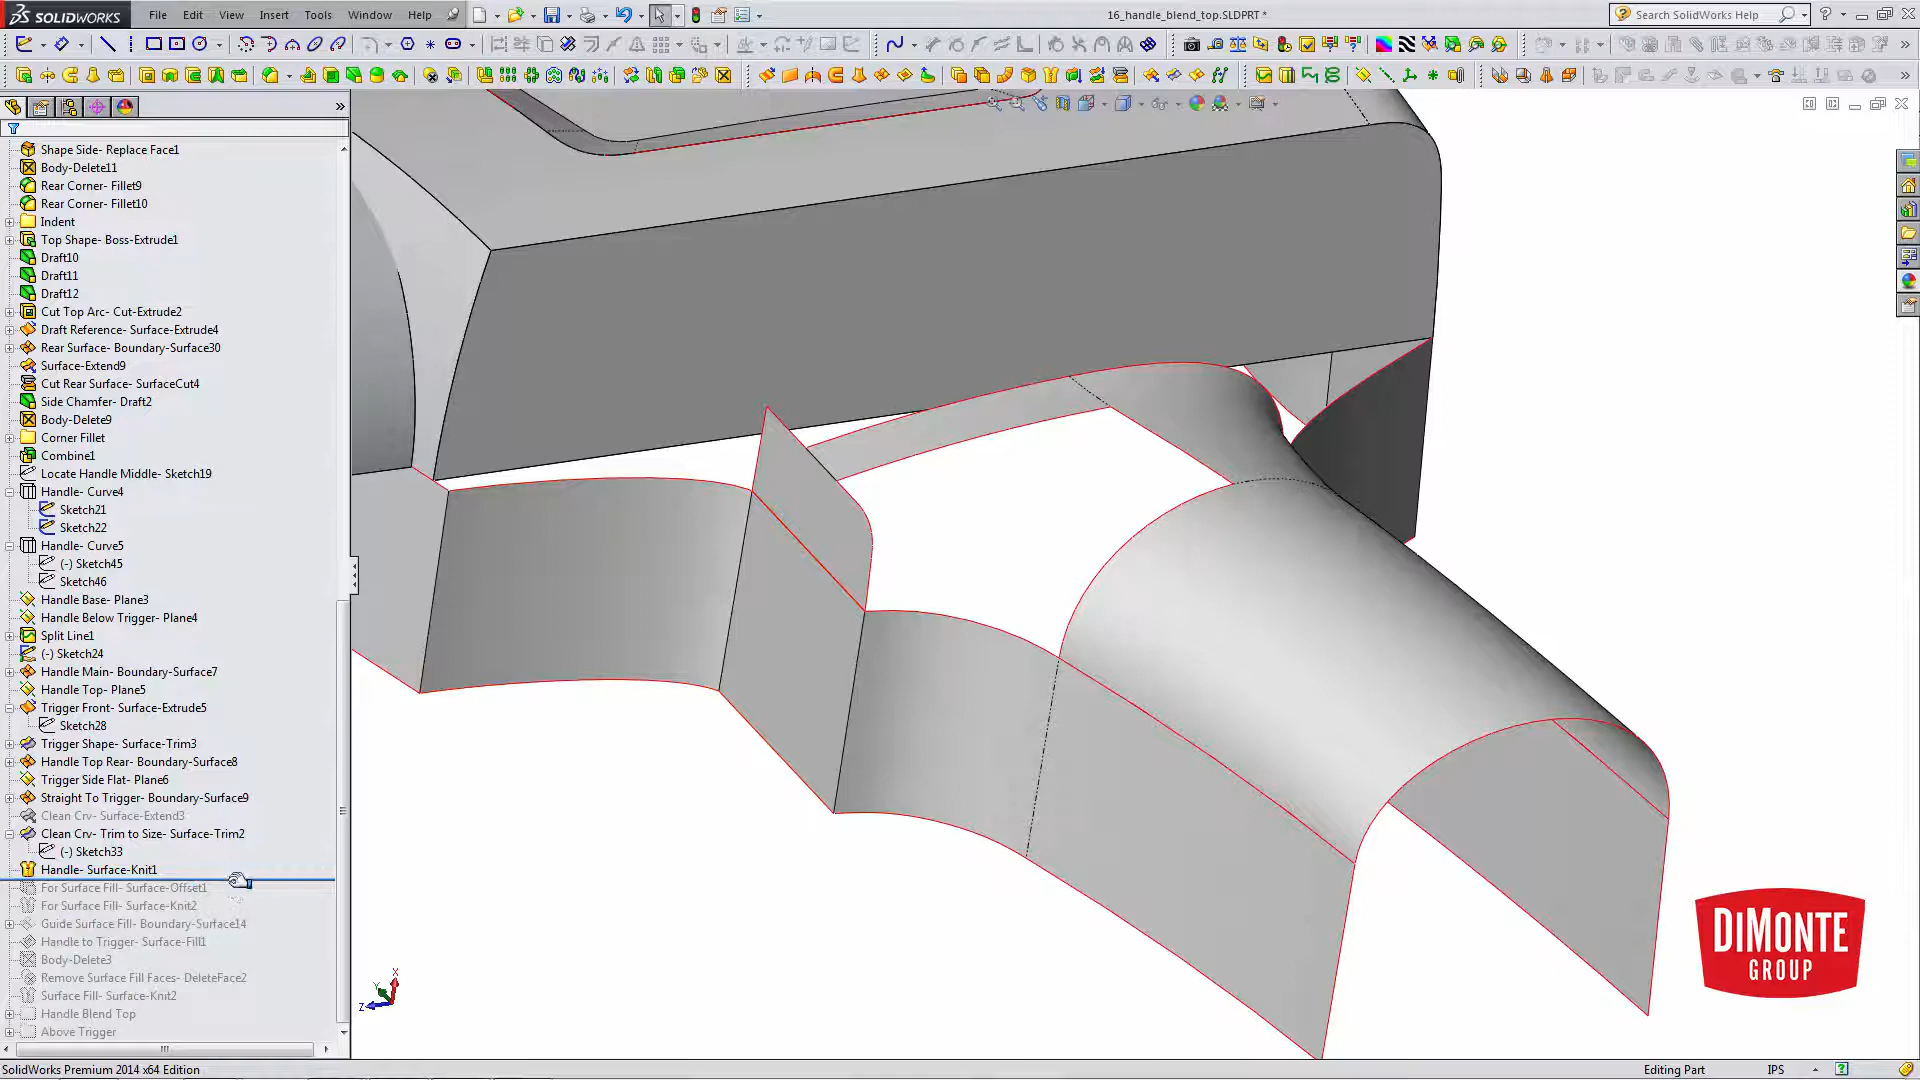 SOLIDWORKS
File Edit View Insert Tools Window Help
16_handle_blend_top.SLDPRT *
Search SolidWorks Help
Shape Side- Replace Face1
Body-Delete11
Rear Corner- Fillet9
Rear Corner- Fillet10
Indent
Top Shape- Boss-Extrude1
Draft10
Draft11
Draft12
Cut Top Arc- Cut-Extrude2
Draft Reference- Surface-Extrude4
Rear Surface- Boundary-Surface30
Surface-Extend9
Cut Rear Surface- SurfaceCut4
Side Chamfer- Draft2
Body-Delete9
Corner Fillet
Combine1
Locate Handle Middle- Sketch19
Handle- Curve4
Sketch21
Sketch22
Handle- Curve5
(-) Sketch45
Sketch46
Handle Base- Plane3
Handle Below Trigger- Plane4
Split Line1
(-) Sketch24
Handle Main- Boundary-Surface7
Handle Top- Plane5
Trigger Front- Surface-Extrude5
Sketch28
Trigger Shape- Surface-Trim3
Handle Top Rear- Boundary-Surface8
Trigger Side Flat- Plane6
Straight To Trigger- Boundary-Surface9
Clean Crv- Surface-Extend3
Clean Crv- Trim to Size- Surface-Trim2
(-) Sketch33
Handle- Surface-Knit1
For Surface Fill- Surface-Offset1
For Surface Fill- Surface-Knit2
Guide Surface Fill- Boundary-Surface14
Handle to Trigger- Surface-Fill1
Body-Delete3
Remove Surface Fill Faces- DeleteFace2
Surface Fill- Surface-Knit2
Handle Blend Top
Above Trigger
X
Y
Z
DIMONTE
GROUP
SolidWorks Premium 2014 x64 Edition
Editing Part
IPS